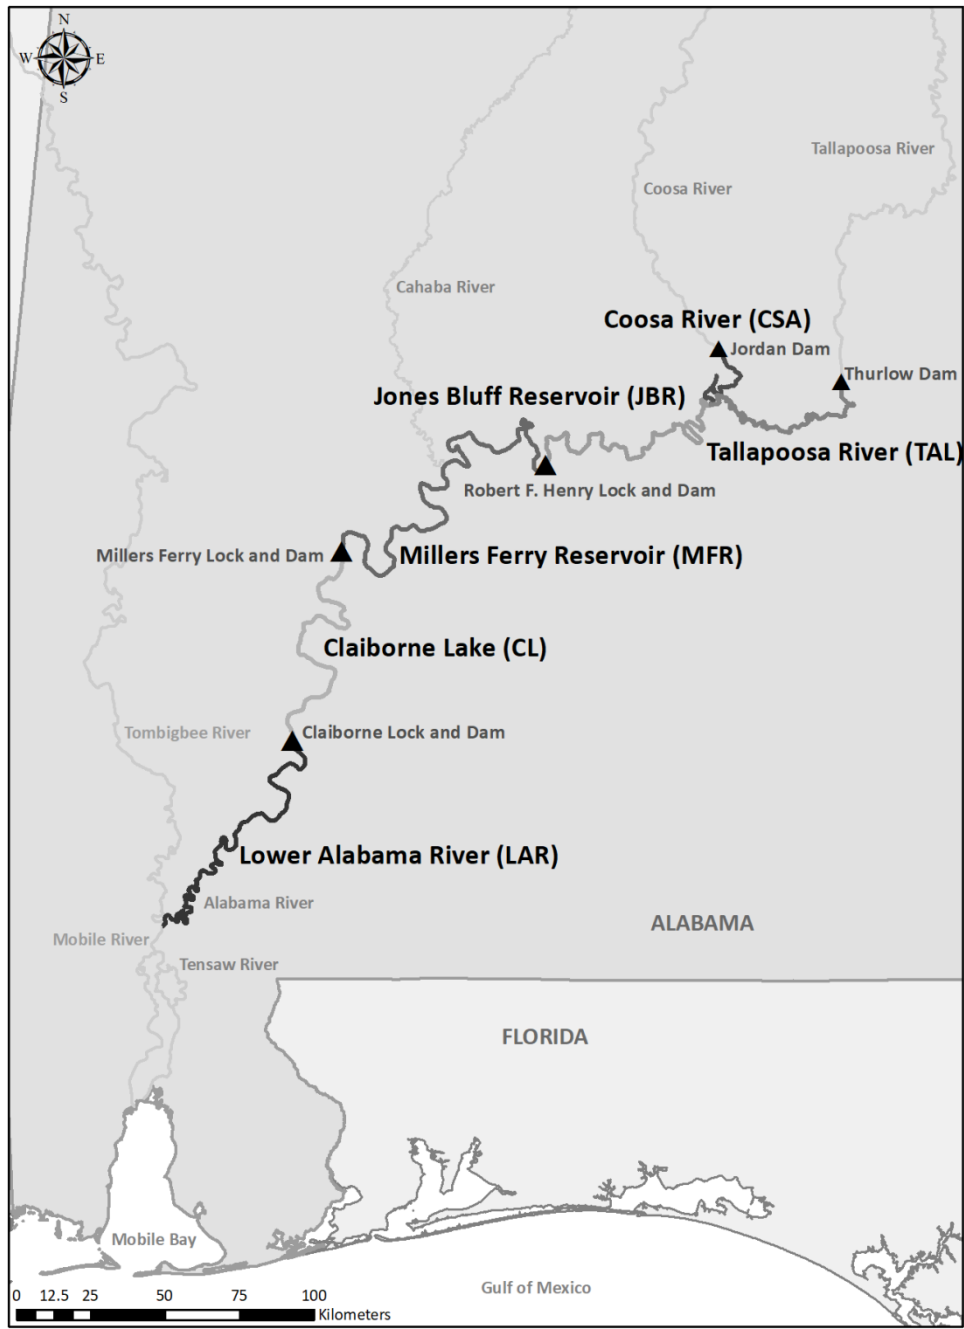 N
W E
S
Tallapoosa River
Coosa River
Cahaba River
Coosa River (CSA)
Jordan Dam
Thurlow Dam
Jones Bluff Reservoir (JBR)
Tallapoosa River (TAL)
Robert F. Henry Lock and Dam
Millers Ferry Lock and Dam
Millers Ferry Reservoir (MFR)
Claiborne Lake (CL)
Tombigbee River
Claiborne Lock and Dam
Lower Alabama River (LAR)
Alabama River
ALABAMA
Mobile River
Tensaw River
FLORIDA
Mobile Bay
Gulf of Mexico
0 12.5 25 50 75 100
Kilometers